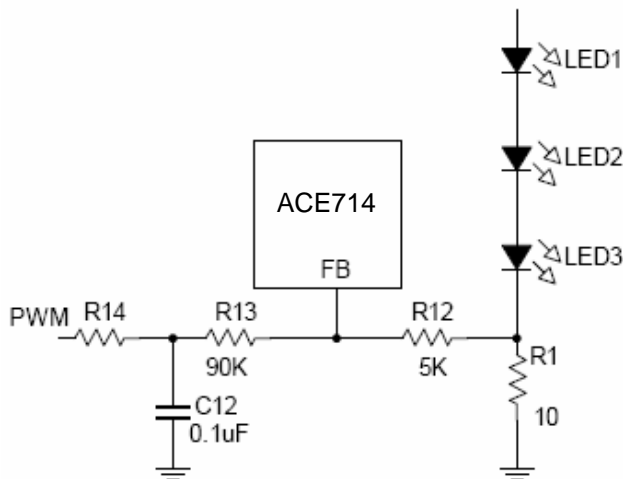 LED1
LED2
ACE714
FB
LED3
PWM
R14
R13
R12
90K
5K
R1
10
C12
0.1uF